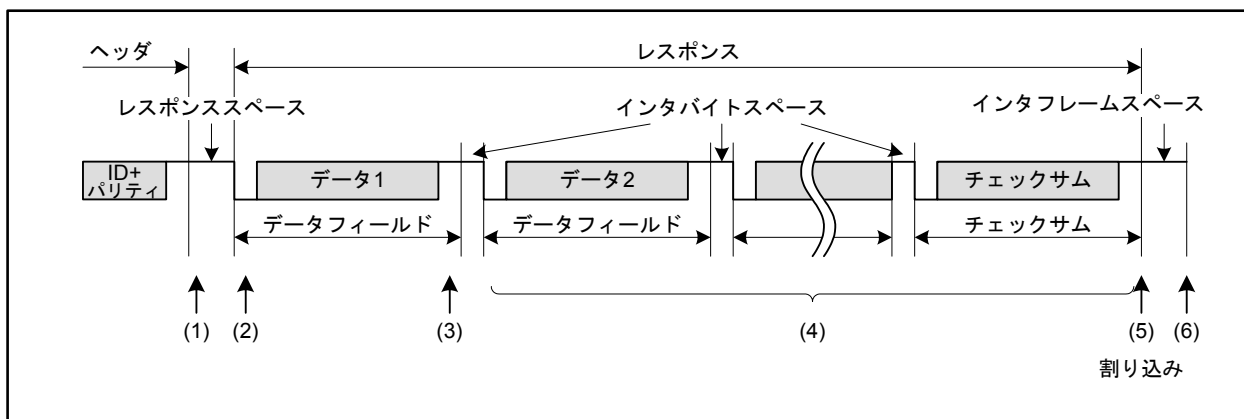 ヘッダ
レスポンス
レスポンススペース
インタバイトスペース
インタフレームスペース
ID+
パリティ
データ1
データ2
チェックサム
データフィールド
データフィールド
チェックサム
(1)
(2)
(3)
(4)
(5)
(6)
割り込み